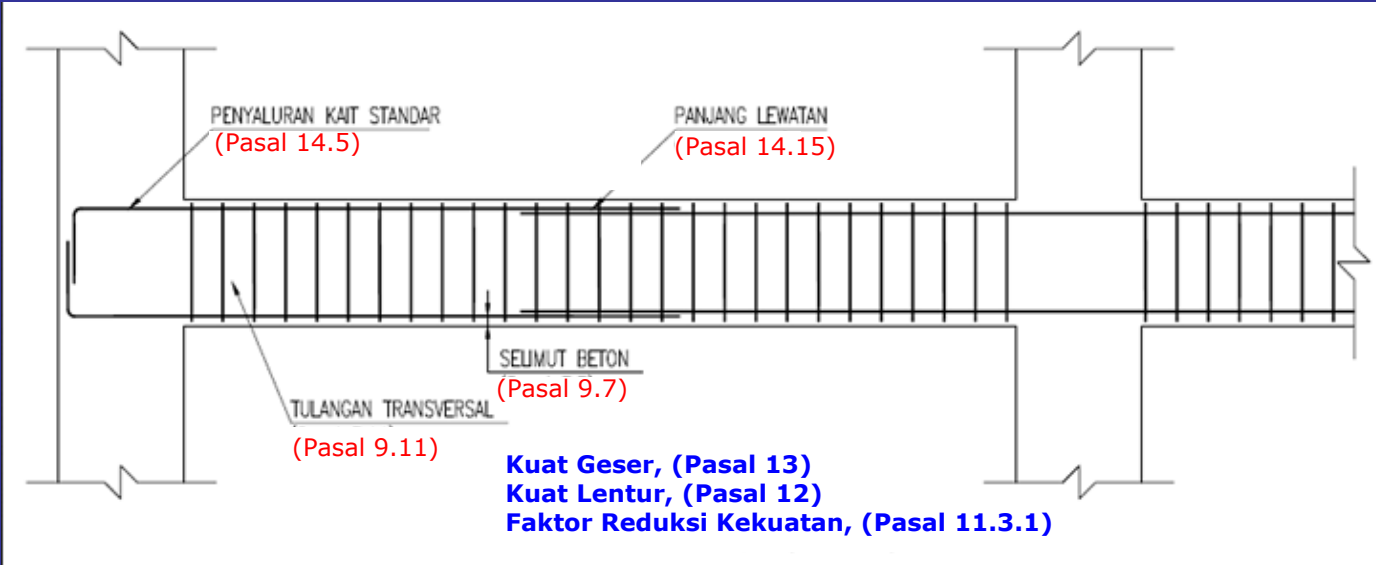 PENYALURAN KAIT STANDAR
(Pasal 14.5)
PANJANG LEWATAN
(Pasal 14.15)
SELIMUT BETON
(Pasal 9.7)
TULANGAN TRANSVERSAL
(Pasal 9.11)
Kuat Geser, (Pasal 13)
Kuat Lentur, (Pasal 12)
Faktor Reduksi Kekuatan, (Pasal 11.3.1)